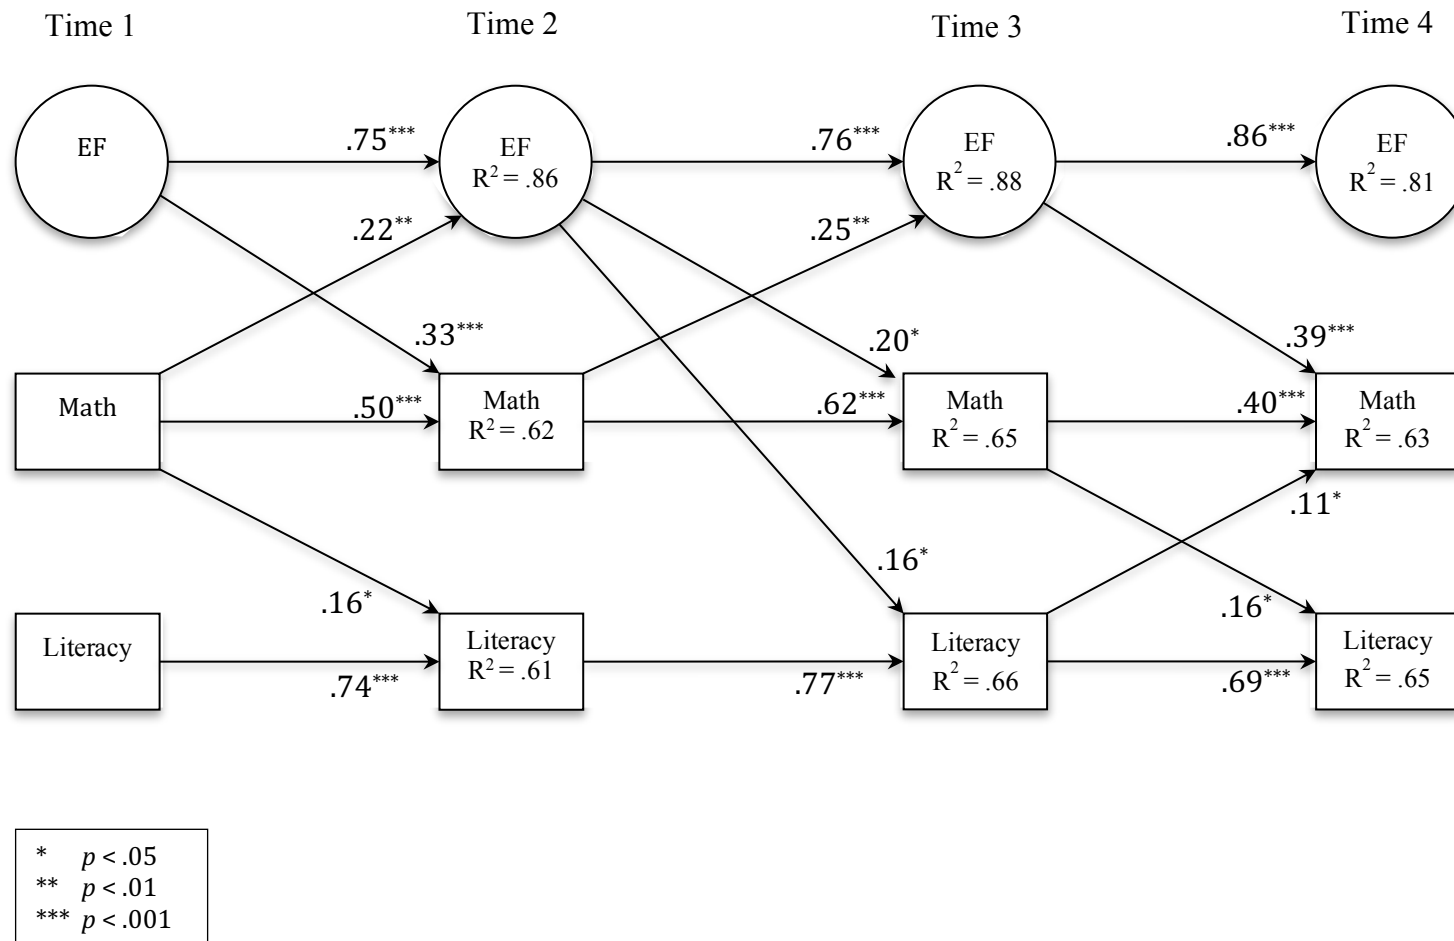 Time 1
Time 2
Time 3
Time 4
EF
.75***
EF
R² = .86
.76***
EF
R² = .88
.86***
EF
R² = .81
.22**
.25**
.33***
.20*
.39***
Math
.50***
Math
R² = .62
.62***
Math
R² = .65
.40***
Math
R² = .63
.11*
.16*
.16*
.16*
Literacy
.74***
Literacy
R² = .61
.77***
Literacy
R² = .66
.69***
Literacy
R² = .65
* p < .05
** p < .01
*** p < .001